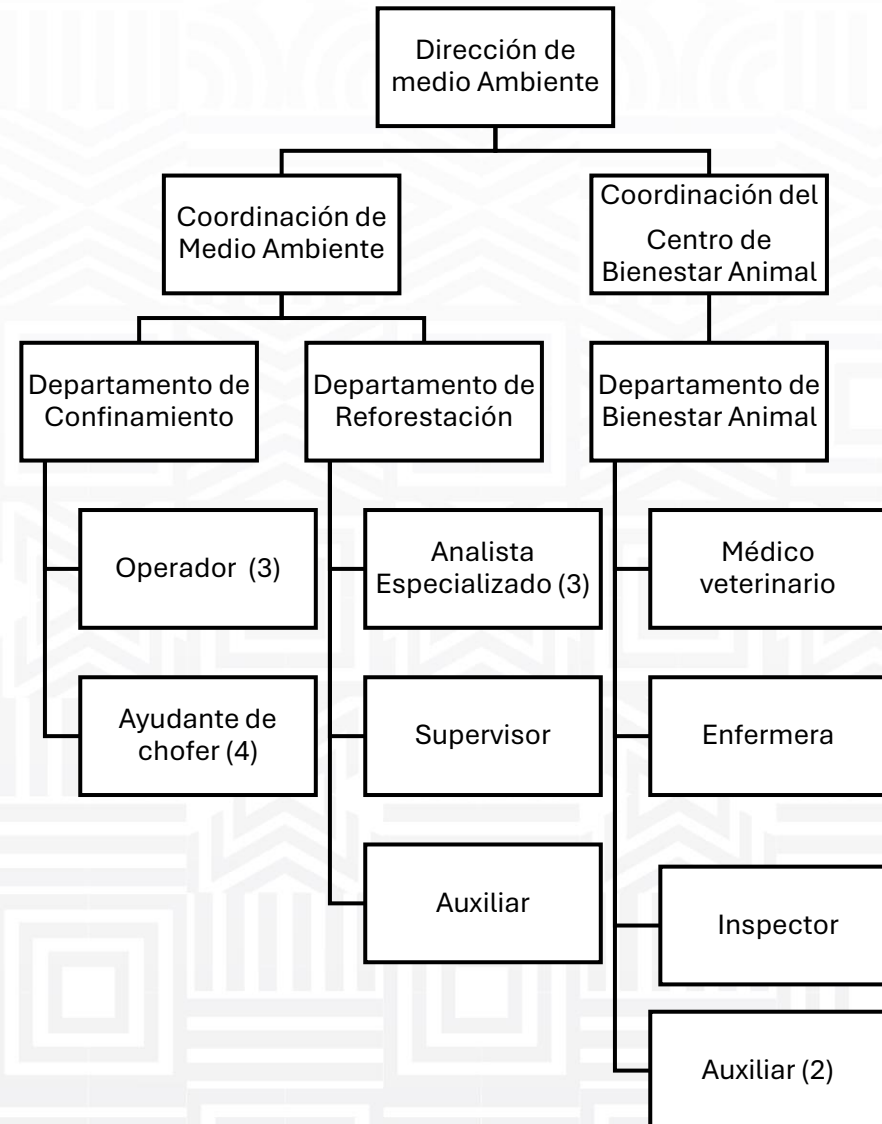 Dirección de
medio Ambiente
Coordinación de
Medio Ambiente
Coordinación del
Centro de
Bienestar Animal
Departamento de
Confinamiento
Departamento de
Reforestación
Departamento de
Bienestar Animal
Operador (3)
Ayudante de
chofer (4)
Analista
Especializado (3)
Supervisor
Auxiliar
Médico
veterinario
Enfermera
Inspector
Auxiliar (2)